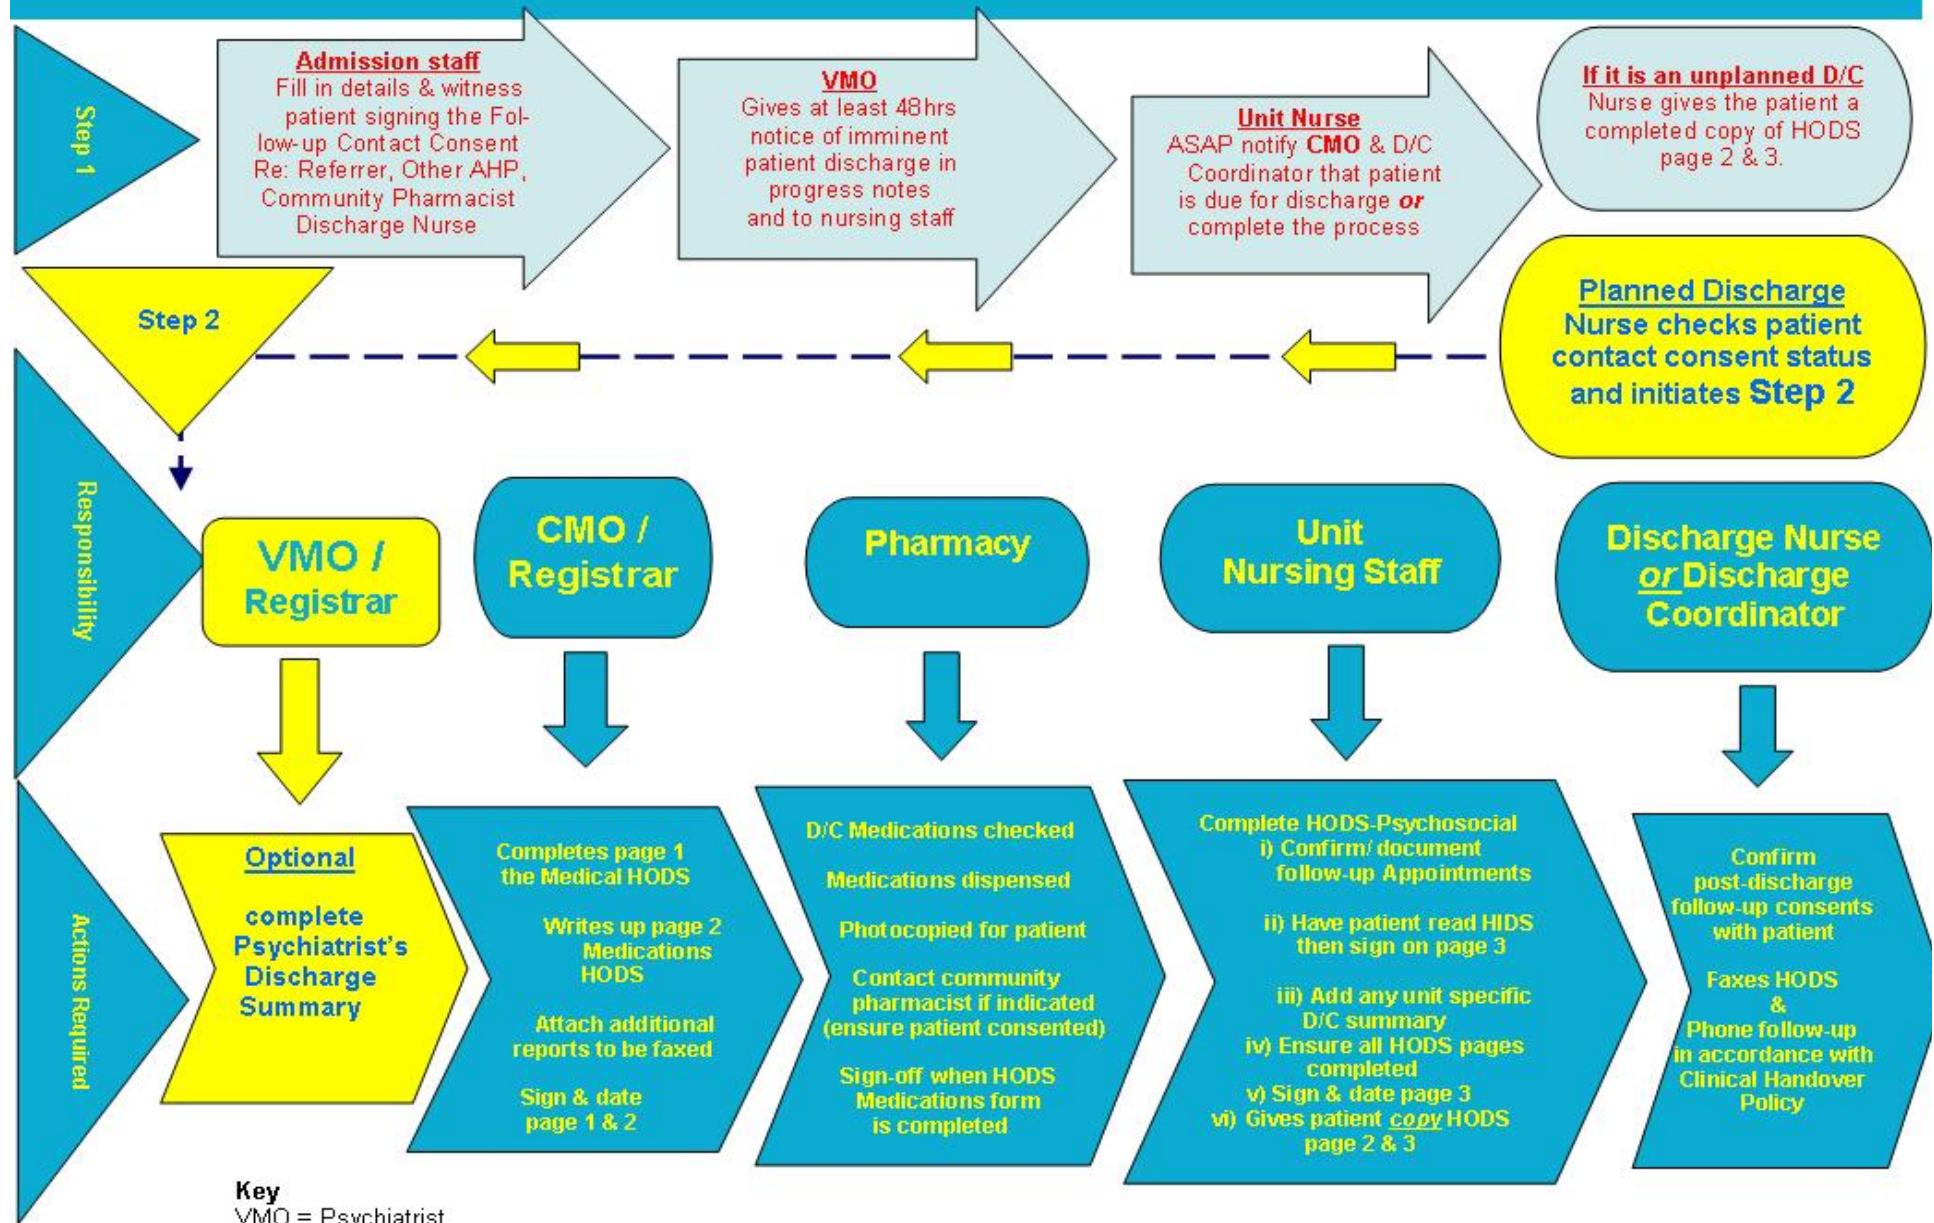 Step 1
Admission staff
Fill in details & witness
patient signing the Fol-
low-up Contact Consent
Re: Referrer, Other AHP,
Community Pharmacist
Discharge Nurse
VMO
Gives at least 48hrs
notice of imminent
patient discharge in
progress notes
and to nursing staff
Unit Nurse
ASAP notify CMO & D/C
Coordinator that patient
is due for discharge or
complete the process
If it is an unplanned D/C
Nurse gives the patient a
completed copy of HODS
page 2 & 3.
Planned Discharge
Nurse checks patient
contact consent status
and initiates Step 2
Step 2
Responsibility
VMO /
Registrar
CMO /
Registrar
Pharmacy
Unit
Nursing Staff
Discharge Nurse
or Discharge
Coordinator
Actions Required
Optional
complete
Psychiatrist's
Discharge
Summary
Completes page 1
the Medical HODS
Writes up page 2
Medications
HODS
Attach additional
reports to be faxed
Sign & date
page 1 & 2
D/C Medications checked
Medications dispensed
Photocopied for patient
Contact community
pharmacist if indicated
(ensure patient consented)
Sign-off when HODS
Medications form
is completed
Complete HODS-Psychosocial
i) Confirm/ document
follow-up Appointments
ii) Have patient read HIDS
then sign on page 3
iii) Add any unit specific
D/C summary
iv) Ensure all HODS pages
completed
v) Sign & date page 3
vi) Gives patient copy HODS
page 2 & 3
Confirm
post-discharge
follow-up consents
with patient
Faxes HODS
&
Phone follow-up
in accordance with
Clinical Handover
Policy
Key
VMO = Psychiatrist